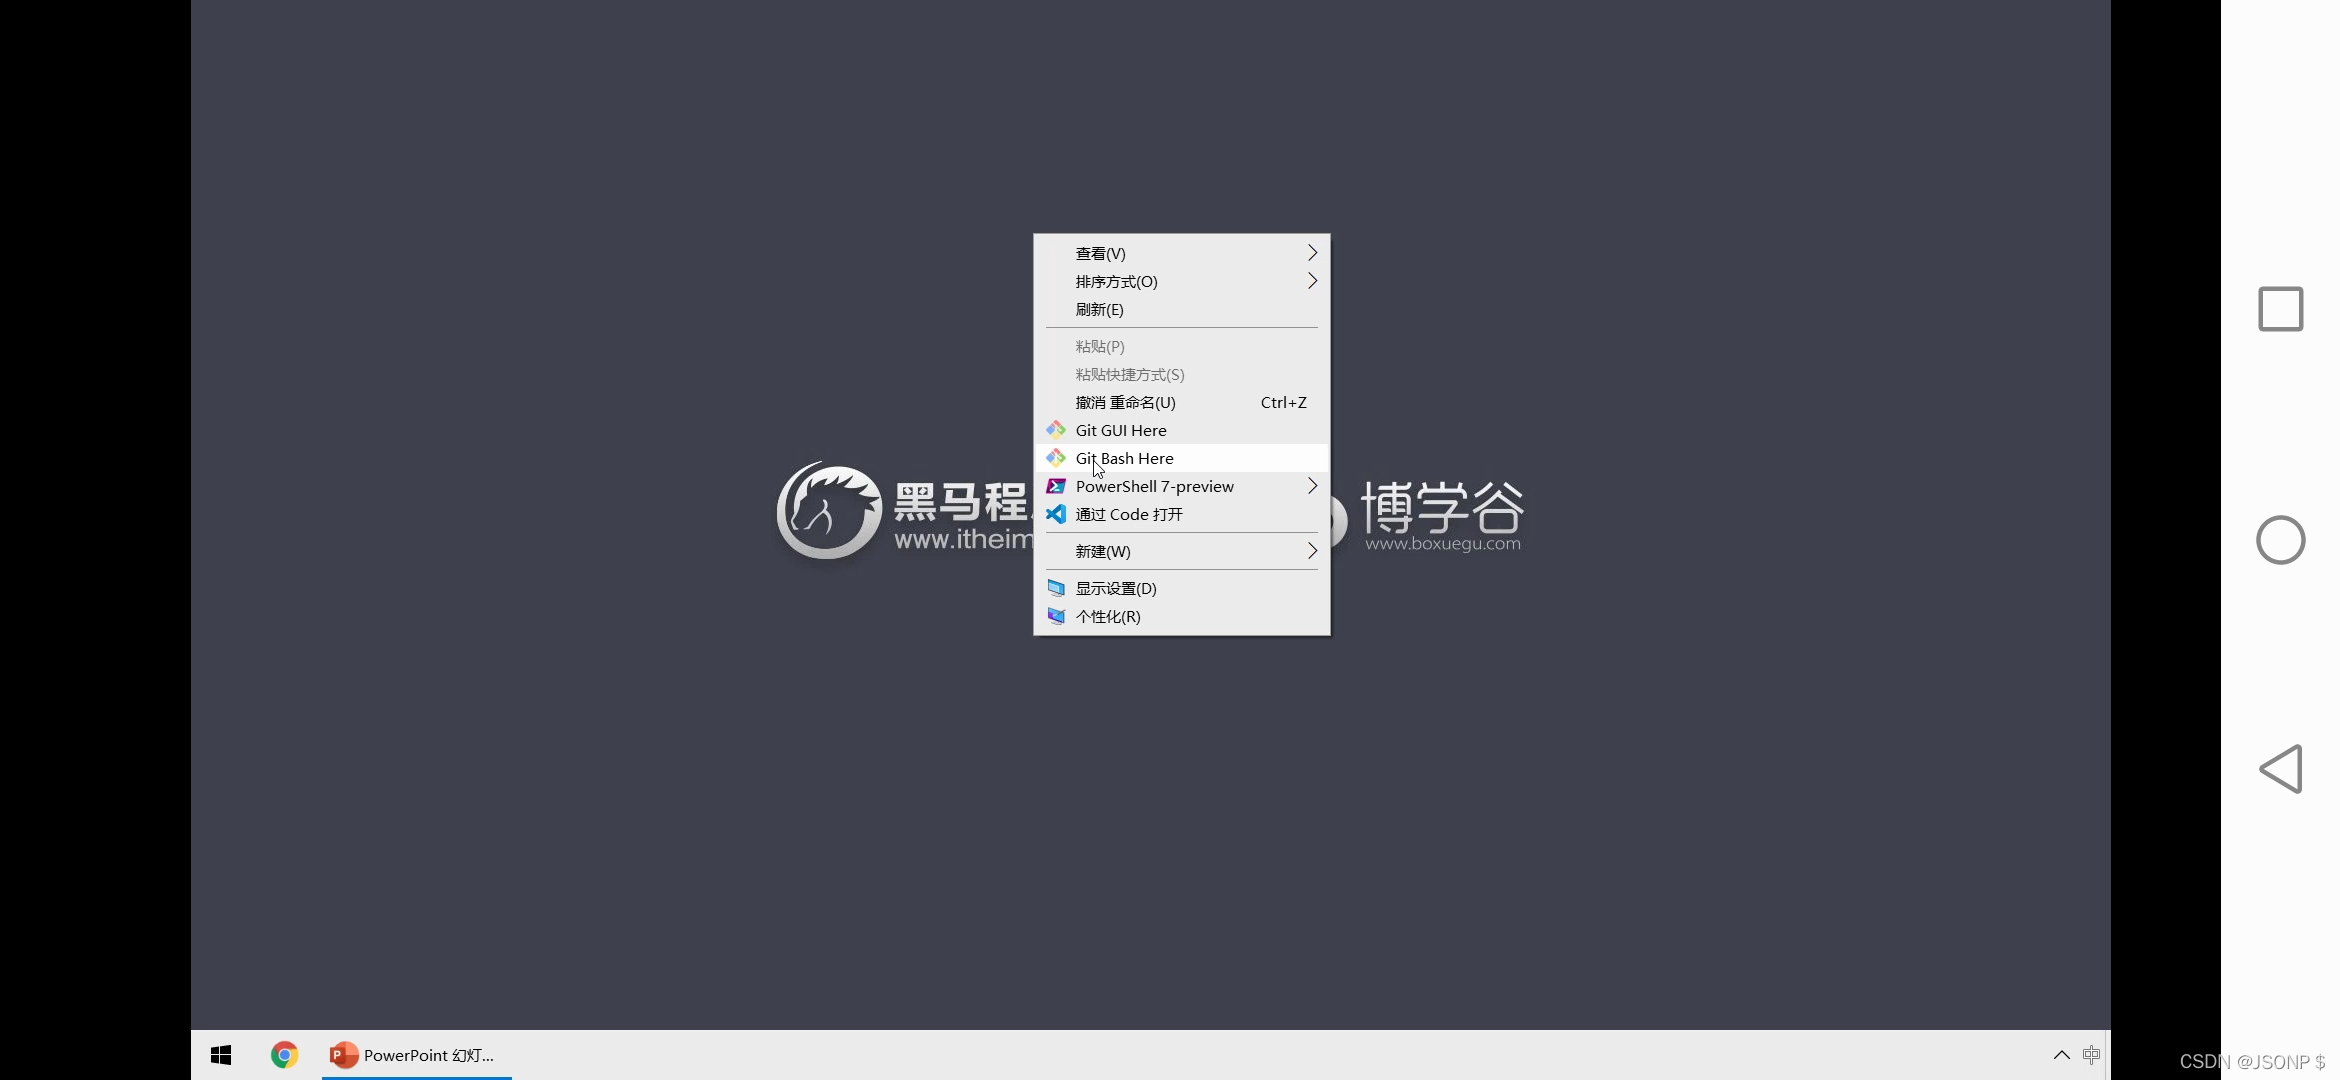 查看(V)
排序方式(O)
刷新(E)
粘贴(P)
粘贴快捷方式(S)
撤消 重命名(U) Ctrl+Z
Git GUI Here
Git Bash Here
PowerShell 7-preview
通过 Code 打开
新建(W)
显示设置(D)
个性化(R)
黑马程
www.itheim
博学谷
www.boxuegu.com
PowerPoint 幻灯...
中
CSDN @JSONP $